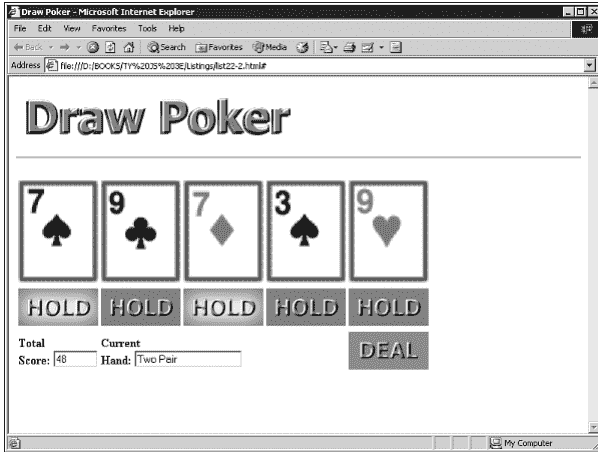 Draw Poker - Microsoft Internet Explorer
File Edit View Favorites Tools Help
Back Search Favorites Media
Address file:///D:/BOOKS/TY%20JS%203E/Listings/list22-2.html#
Draw Poker
7 9 7 3 9
HOLD HOLD HOLD HOLD HOLD
Total Current
Score: 48 Hand: Two Pair
DEAL
My Computer